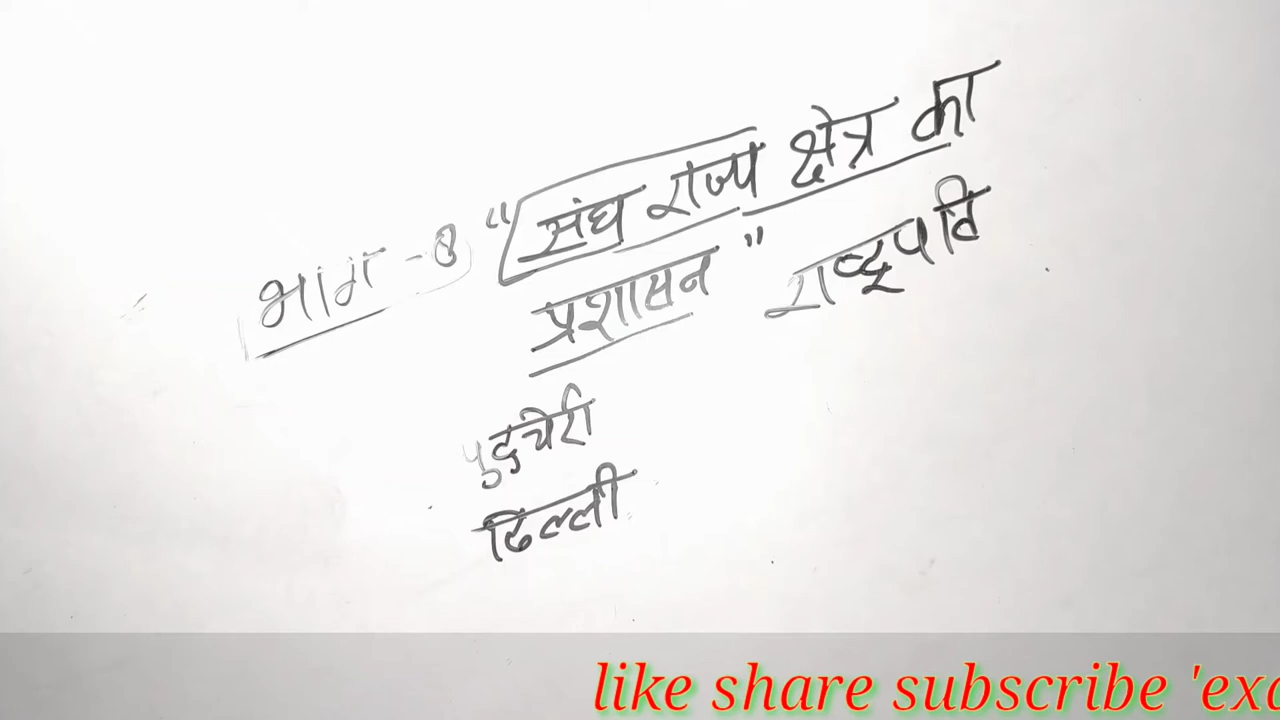 भाग - 8 "संघ राज्य क्षेत्र का
प्रशासन" राष्ट्रपति
पुदुचेरी
दिल्ली
like share subscribe 'exa